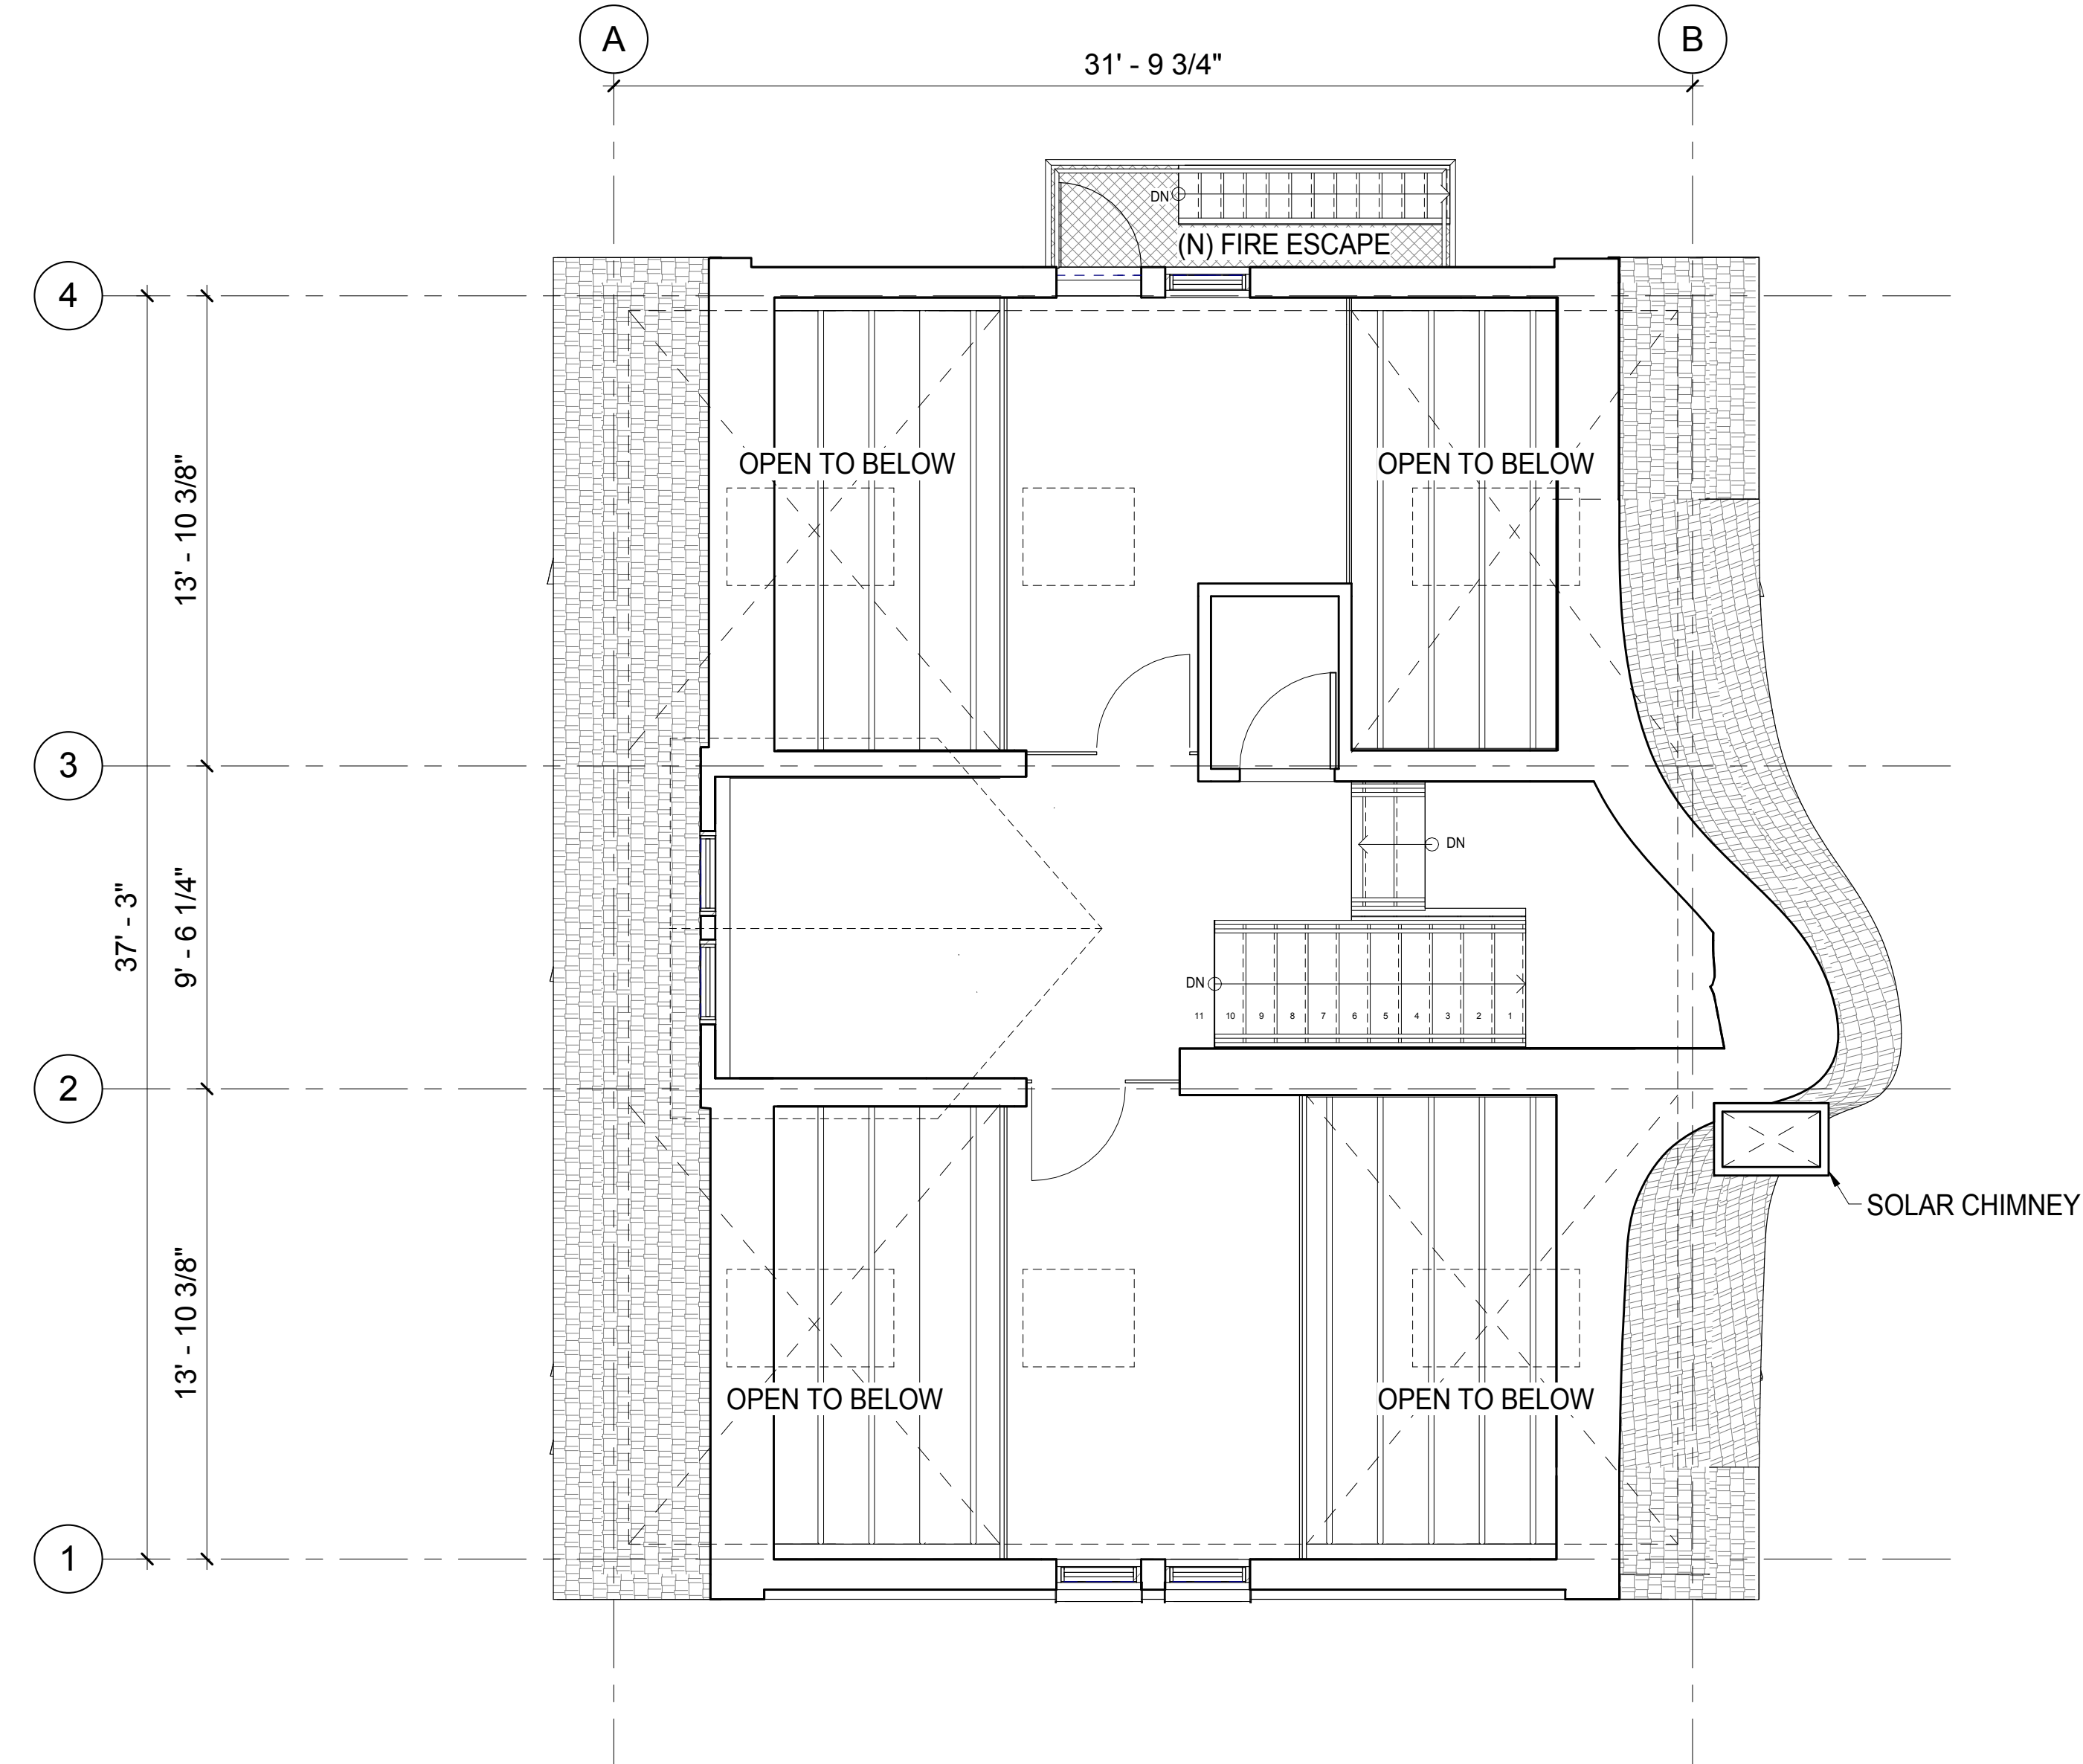 A
B
31' - 9 3/4"
DN
(N) FIRE ESCAPE
4
13' - 10 3/8"
OPEN TO BELOW
OPEN TO BELOW
3
37' - 3"
9' - 6 1/4"
DN
DN
11 10 9 8 7 6 5 4 3 2 1
2
SOLAR CHIMNEY
13' - 10 3/8"
OPEN TO BELOW
OPEN TO BELOW
1